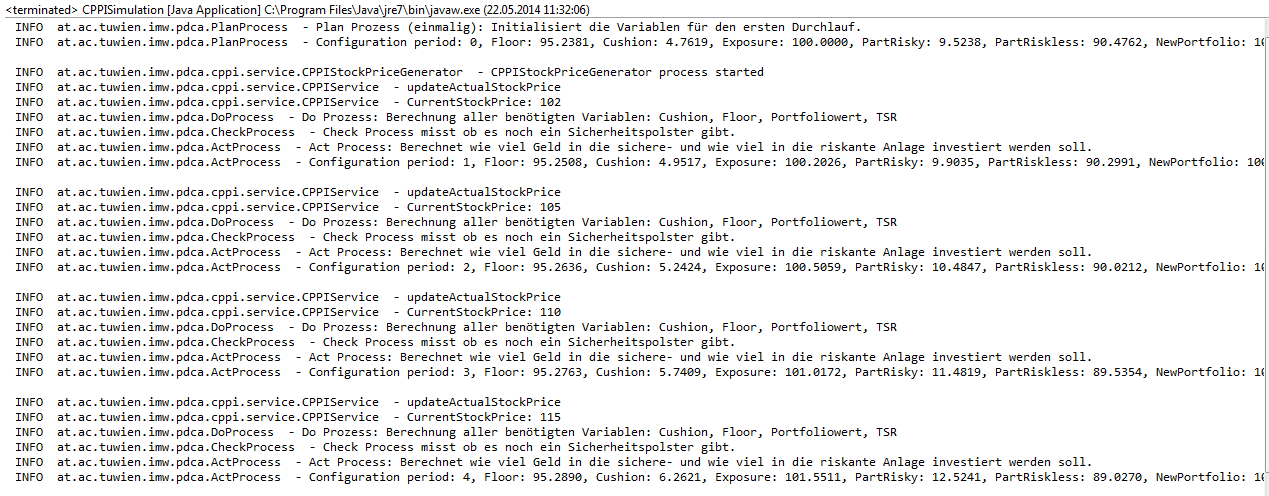 <terminated> CPPISimulation [Java Application] C:\Program Files\Java\jre7\bin\javaw.exe (22.05.2014 11:32:06)
INFO  at.ac.tuwien.imw.pdca.PlanProcess  - Plan Prozess (einmalig): Initialisiert die Variablen für den ersten Durchlauf.
INFO  at.ac.tuwien.imw.pdca.PlanProcess  - Configuration period: 0, Floor: 95.2381, Cushion: 4.7619, Exposure: 100.0000, PartRisky: 9.5238, PartRiskless: 90.4762, NewPortfolio: 10
INFO  at.ac.tuwien.imw.pdca.cppi.service.CPPIStockPriceGenerator  - CPPIStockPriceGenerator process started
INFO  at.ac.tuwien.imw.pdca.cppi.service.CPPIService  - updateActualStockPrice
INFO  at.ac.tuwien.imw.pdca.cppi.service.CPPIService  - CurrentStockPrice: 102
INFO  at.ac.tuwien.imw.pdca.DoProcess  - Do Prozess: Berechnung aller benötigten Variablen: Cushion, Floor, Portfoliowert, TSR
INFO  at.ac.tuwien.imw.pdca.CheckProcess  - Check Process misst ob es noch ein Sicherheitspolster gibt.
INFO  at.ac.tuwien.imw.pdca.ActProcess  - Act Process: Berechnet wie viel Geld in die sichere- und wie viel in die riskante Anlage investiert werden soll.
INFO  at.ac.tuwien.imw.pdca.ActProcess  - Configuration period: 1, Floor: 95.2508, Cushion: 4.9517, Exposure: 100.2026, PartRisky: 9.9035, PartRiskless: 90.2991, NewPortfolio: 100
INFO  at.ac.tuwien.imw.pdca.cppi.service.CPPIService  - updateActualStockPrice
INFO  at.ac.tuwien.imw.pdca.cppi.service.CPPIService  - CurrentStockPrice: 105
INFO  at.ac.tuwien.imw.pdca.DoProcess  - Do Prozess: Berechnung aller benötigten Variablen: Cushion, Floor, Portfoliowert, TSR
INFO  at.ac.tuwien.imw.pdca.CheckProcess  - Check Process misst ob es noch ein Sicherheitspolster gibt.
INFO  at.ac.tuwien.imw.pdca.ActProcess  - Act Process: Berechnet wie viel Geld in die sichere- und wie viel in die riskante Anlage investiert werden soll.
INFO  at.ac.tuwien.imw.pdca.ActProcess  - Configuration period: 2, Floor: 95.2636, Cushion: 5.2424, Exposure: 100.5059, PartRisky: 10.4847, PartRiskless: 90.0212, NewPortfolio: 10
INFO  at.ac.tuwien.imw.pdca.cppi.service.CPPIService  - updateActualStockPrice
INFO  at.ac.tuwien.imw.pdca.cppi.service.CPPIService  - CurrentStockPrice: 110
INFO  at.ac.tuwien.imw.pdca.DoProcess  - Do Prozess: Berechnung aller benötigten Variablen: Cushion, Floor, Portfoliowert, TSR
INFO  at.ac.tuwien.imw.pdca.CheckProcess  - Check Process misst ob es noch ein Sicherheitspolster gibt.
INFO  at.ac.tuwien.imw.pdca.ActProcess  - Act Process: Berechnet wie viel Geld in die sichere- und wie viel in die riskante Anlage investiert werden soll.
INFO  at.ac.tuwien.imw.pdca.ActProcess  - Configuration period: 3, Floor: 95.2763, Cushion: 5.7409, Exposure: 101.0172, PartRisky: 11.4819, PartRiskless: 89.5354, NewPortfolio: 10
INFO  at.ac.tuwien.imw.pdca.cppi.service.CPPIService  - updateActualStockPrice
INFO  at.ac.tuwien.imw.pdca.cppi.service.CPPIService  - CurrentStockPrice: 115
INFO  at.ac.tuwien.imw.pdca.DoProcess  - Do Prozess: Berechnung aller benötigten Variablen: Cushion, Floor, Portfoliowert, TSR
INFO  at.ac.tuwien.imw.pdca.CheckProcess  - Check Process misst ob es noch ein Sicherheitspolster gibt.
INFO  at.ac.tuwien.imw.pdca.ActProcess  - Act Process: Berechnet wie viel Geld in die sichere- und wie viel in die riskante Anlage investiert werden soll.
INFO  at.ac.tuwien.imw.pdca.ActProcess  - Configuration period: 4, Floor: 95.2890, Cushion: 6.2621, Exposure: 101.5511, PartRisky: 12.5241, PartRiskless: 89.0270, NewPortfolio: 10